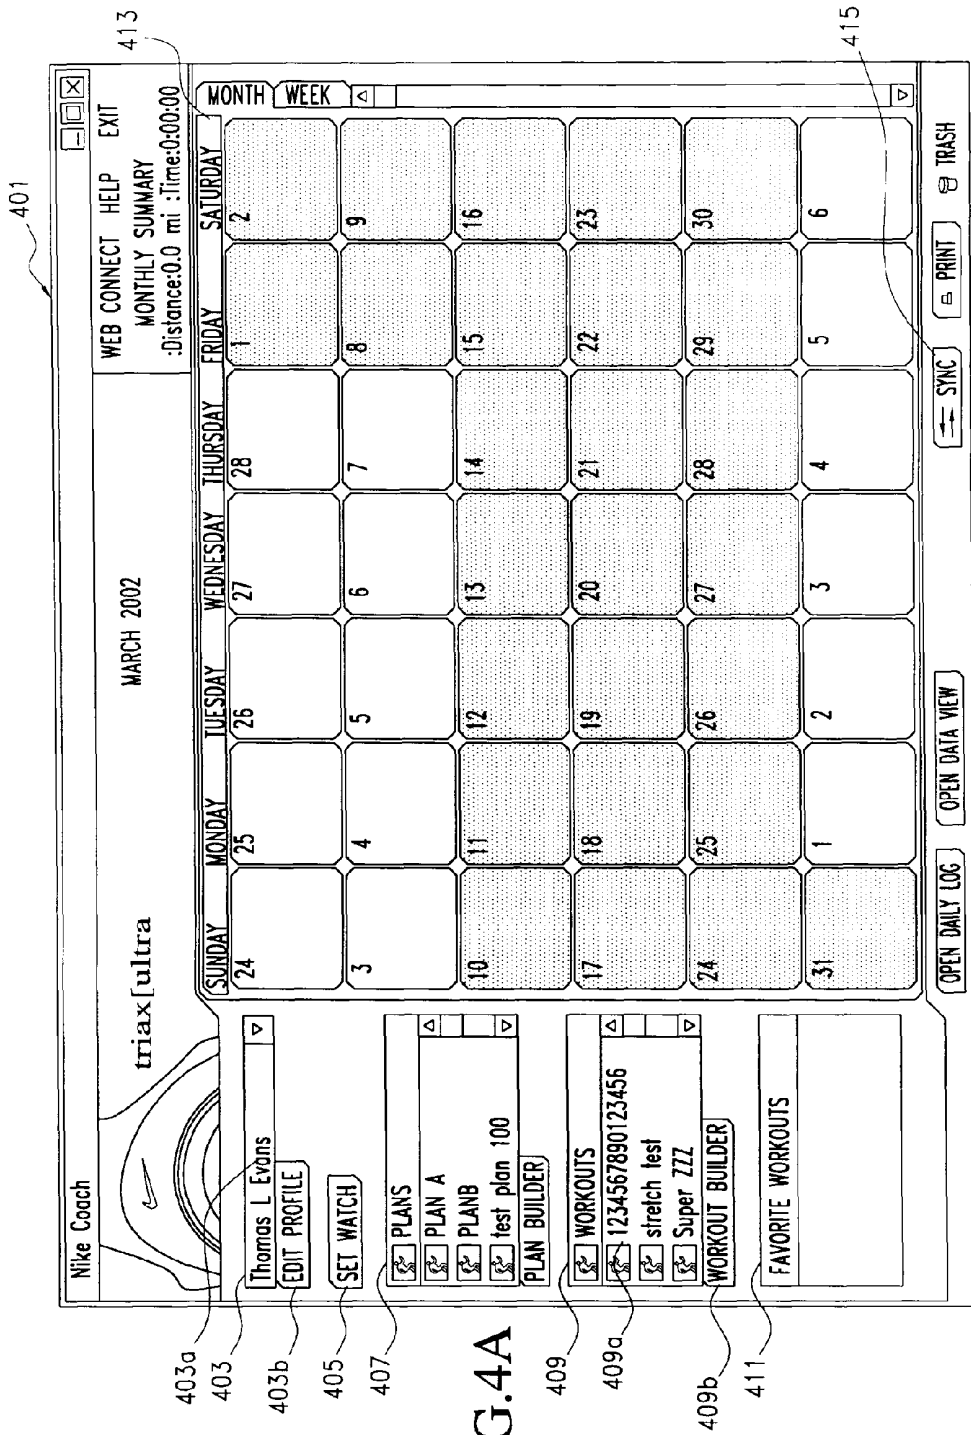 401
Nike Coach
triax[ultra
MARCH 2002
WEB CONNECT HELP EXIT
MONTHLY SUMMARY
:Distance:0.0 mi :Time:0:00:00
413
403a
403
Thomas L Evans
403b
EDIT PROFILE
405
SET WATCH
407
PLANS
PLAN A
PLANB
test plan 100
PLAN BUILDER
409
WORKOUTS
409a
1234567890123456
stretch test
Super ZZZ
409b
WORKOUT BUILDER
411
FAVORITE WORKOUTS
SUNDAY MONDAY TUESDAY WEDNESDAY THURSDAY FRIDAY SATURDAY
24 25 26 27 28 1 2
3 4 5 6 7 8 9
10 11 12 13 14 15 16
17 18 19 20 21 22 23
24 25 26 27 28 29 30
31 1 2 3 4 5 6
MONTH
WEEK
OPEN DAILY LOG OPEN DATA VIEW SYNC PRINT TRASH
415
G.4A